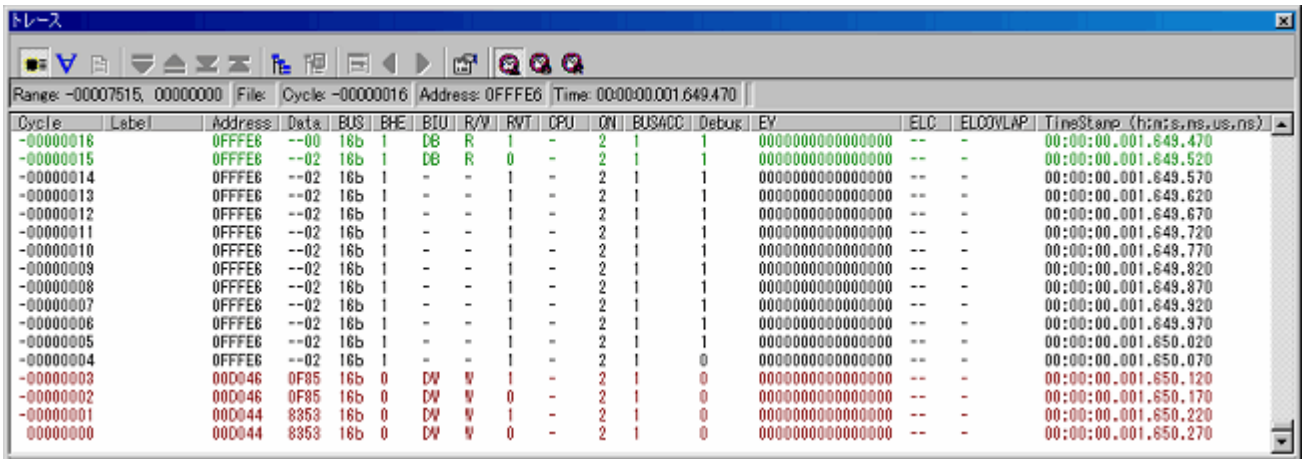 トレース
Range: -00007515, 00000000 File: Cycle: -00000016 Address: 0FFFE6 Time: 00:00:00.001.649.470
Cycle Label Address Data BUS BHE BIU R/W RWT CPU QN BUSACC Debug EV ELC ELCOVLAP TimeStamp (h:m:s.ms.us.ns)
-00000016 0FFFE6 --00 16b 1 DB R 1 - 2 1 1 0000000000000000 -- - 00:00:00.001.649.470
-00000015 0FFFE6 --02 16b 1 DB R 0 - 2 1 1 0000000000000000 -- - 00:00:00.001.649.520
-00000014 0FFFE6 --02 16b 1 - - 1 - 2 1 1 0000000000000000 -- - 00:00:00.001.649.570
-00000013 0FFFE6 --02 16b 1 - - 1 - 2 1 1 0000000000000000 -- - 00:00:00.001.649.620
-00000012 0FFFE6 --02 16b 1 - - 1 - 2 1 1 0000000000000000 -- - 00:00:00.001.649.670
-00000011 0FFFE6 --02 16b 1 - - 1 - 2 1 1 0000000000000000 -- - 00:00:00.001.649.720
-00000010 0FFFE6 --02 16b 1 - - 1 - 2 1 1 0000000000000000 -- - 00:00:00.001.649.770
-00000009 0FFFE6 --02 16b 1 - - 1 - 2 1 1 0000000000000000 -- - 00:00:00.001.649.820
-00000008 0FFFE6 --02 16b 1 - - 1 - 2 1 1 0000000000000000 -- - 00:00:00.001.649.870
-00000007 0FFFE6 --02 16b 1 - - 1 - 2 1 1 0000000000000000 -- - 00:00:00.001.649.920
-00000006 0FFFE6 --02 16b 1 - - 1 - 2 1 1 0000000000000000 -- - 00:00:00.001.649.970
-00000005 0FFFE6 --02 16b 1 - - 1 - 2 1 1 0000000000000000 -- - 00:00:00.001.650.020
-00000004 0FFFE6 --02 16b 1 - - 1 - 2 1 0 0000000000000000 -- - 00:00:00.001.650.070
-00000003 00D046 0F85 16b 0 DW W 1 - 2 1 0 0000000000000000 -- - 00:00:00.001.650.120
-00000002 00D046 0F85 16b 0 DW W 0 - 2 1 0 0000000000000000 -- - 00:00:00.001.650.170
-00000001 00D044 8353 16b 0 DW W 1 - 2 1 0 0000000000000000 -- - 00:00:00.001.650.220
00000000 00D044 8353 16b 0 DW W 0 - 2 1 0 0000000000000000 -- - 00:00:00.001.650.270